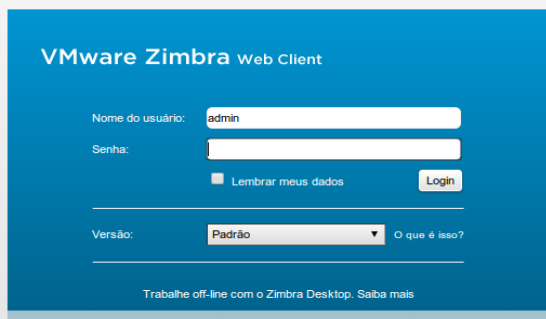 VMware Zimbra Web Client
Nome do usuário: admin
Senha:
Lembrar meus dados Login
Versão: Padrão O que é isso?
Trabalhe off-line com o Zimbra Desktop. Saiba mais